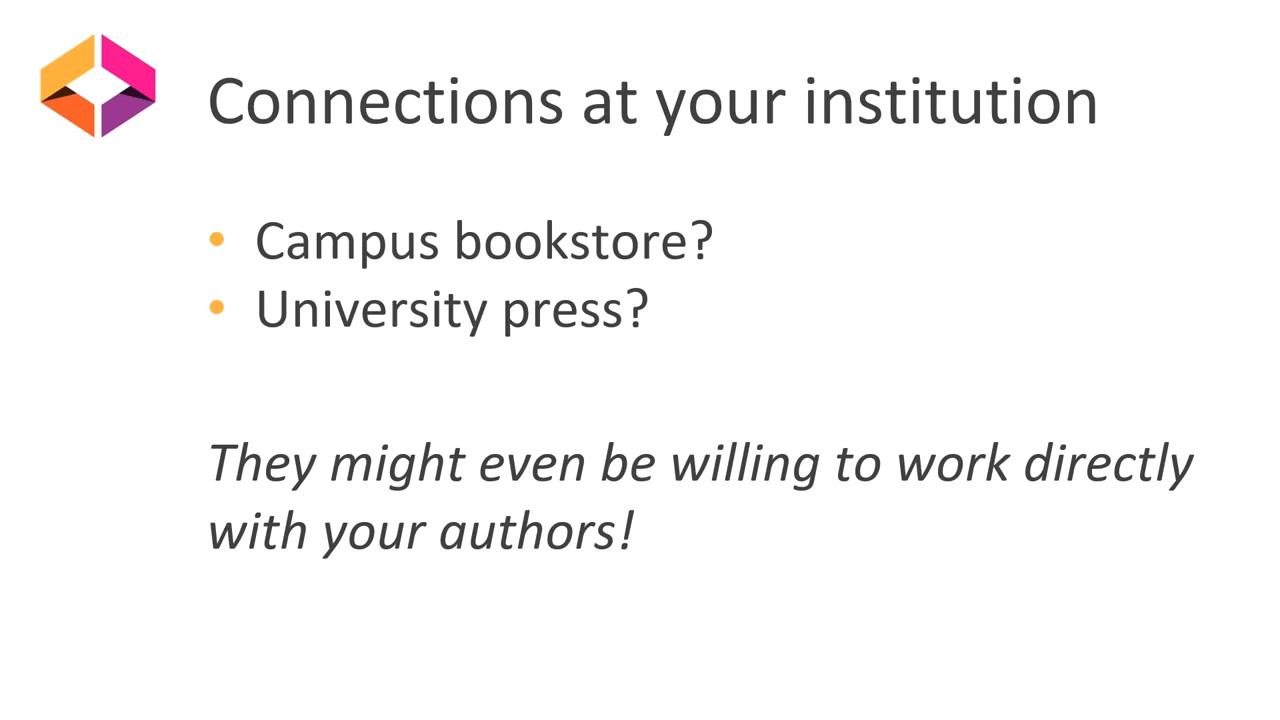 Connections at your institution
• Campus bookstore?
• University press?
They might even be willing to work directly
with your authors!